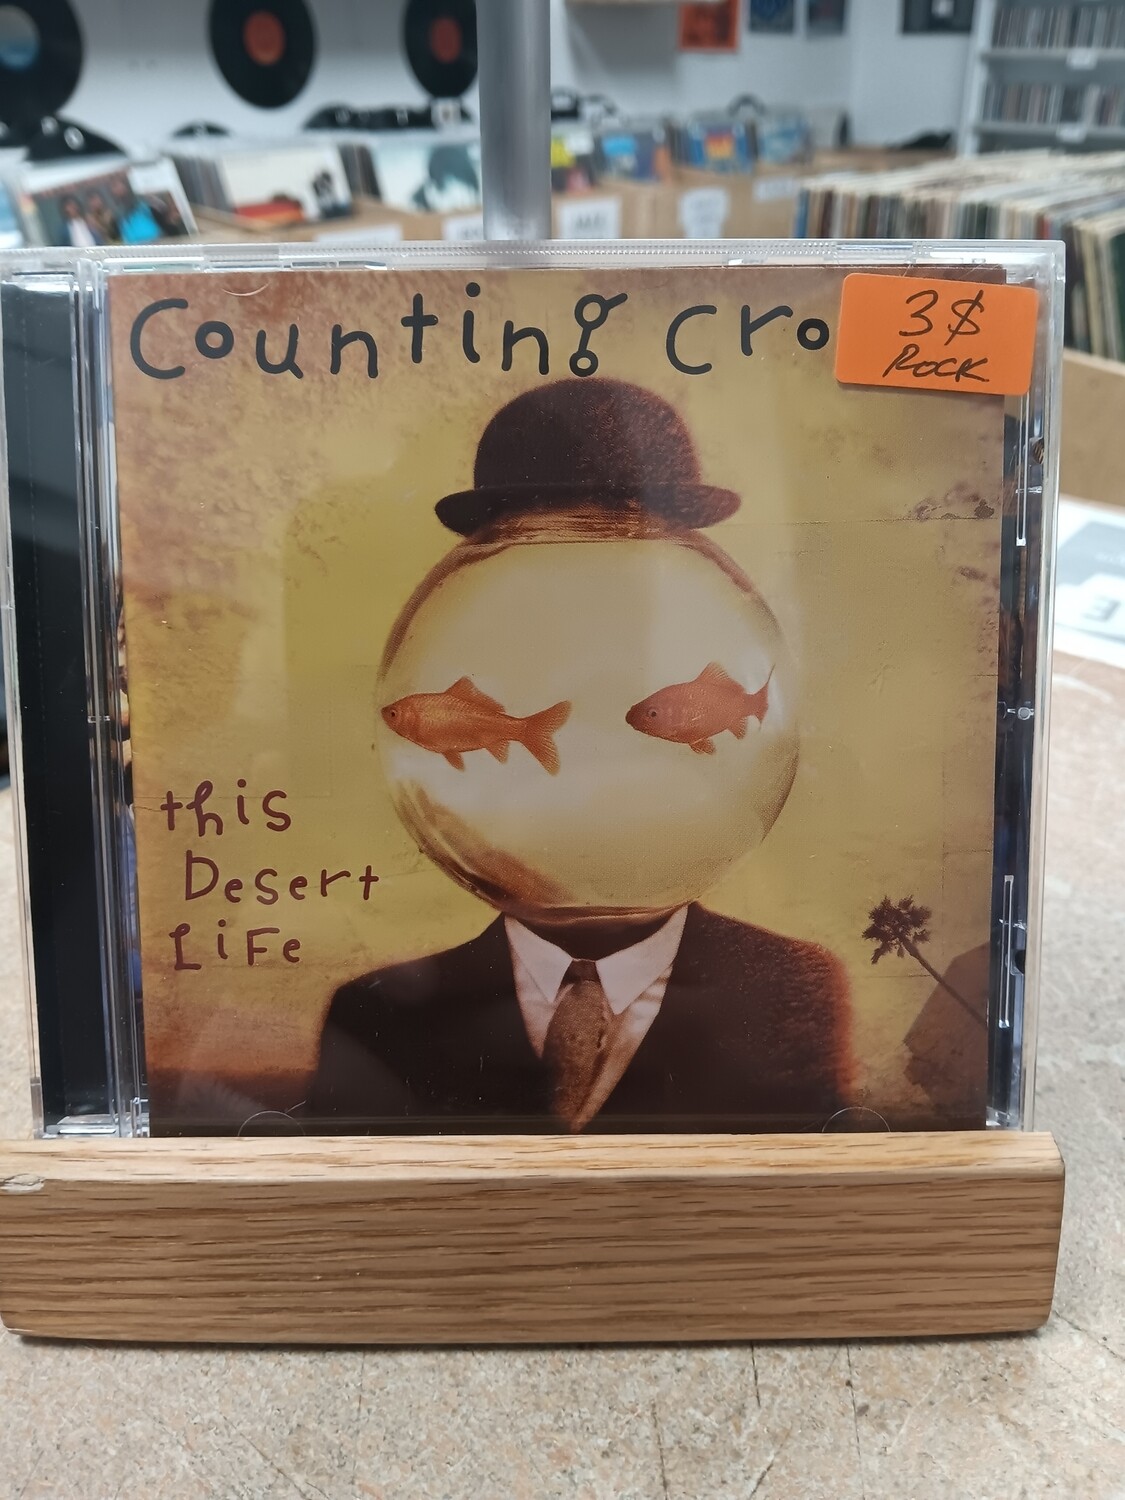 Counting Cro
3$
ROCK
this
Desert
LiFe